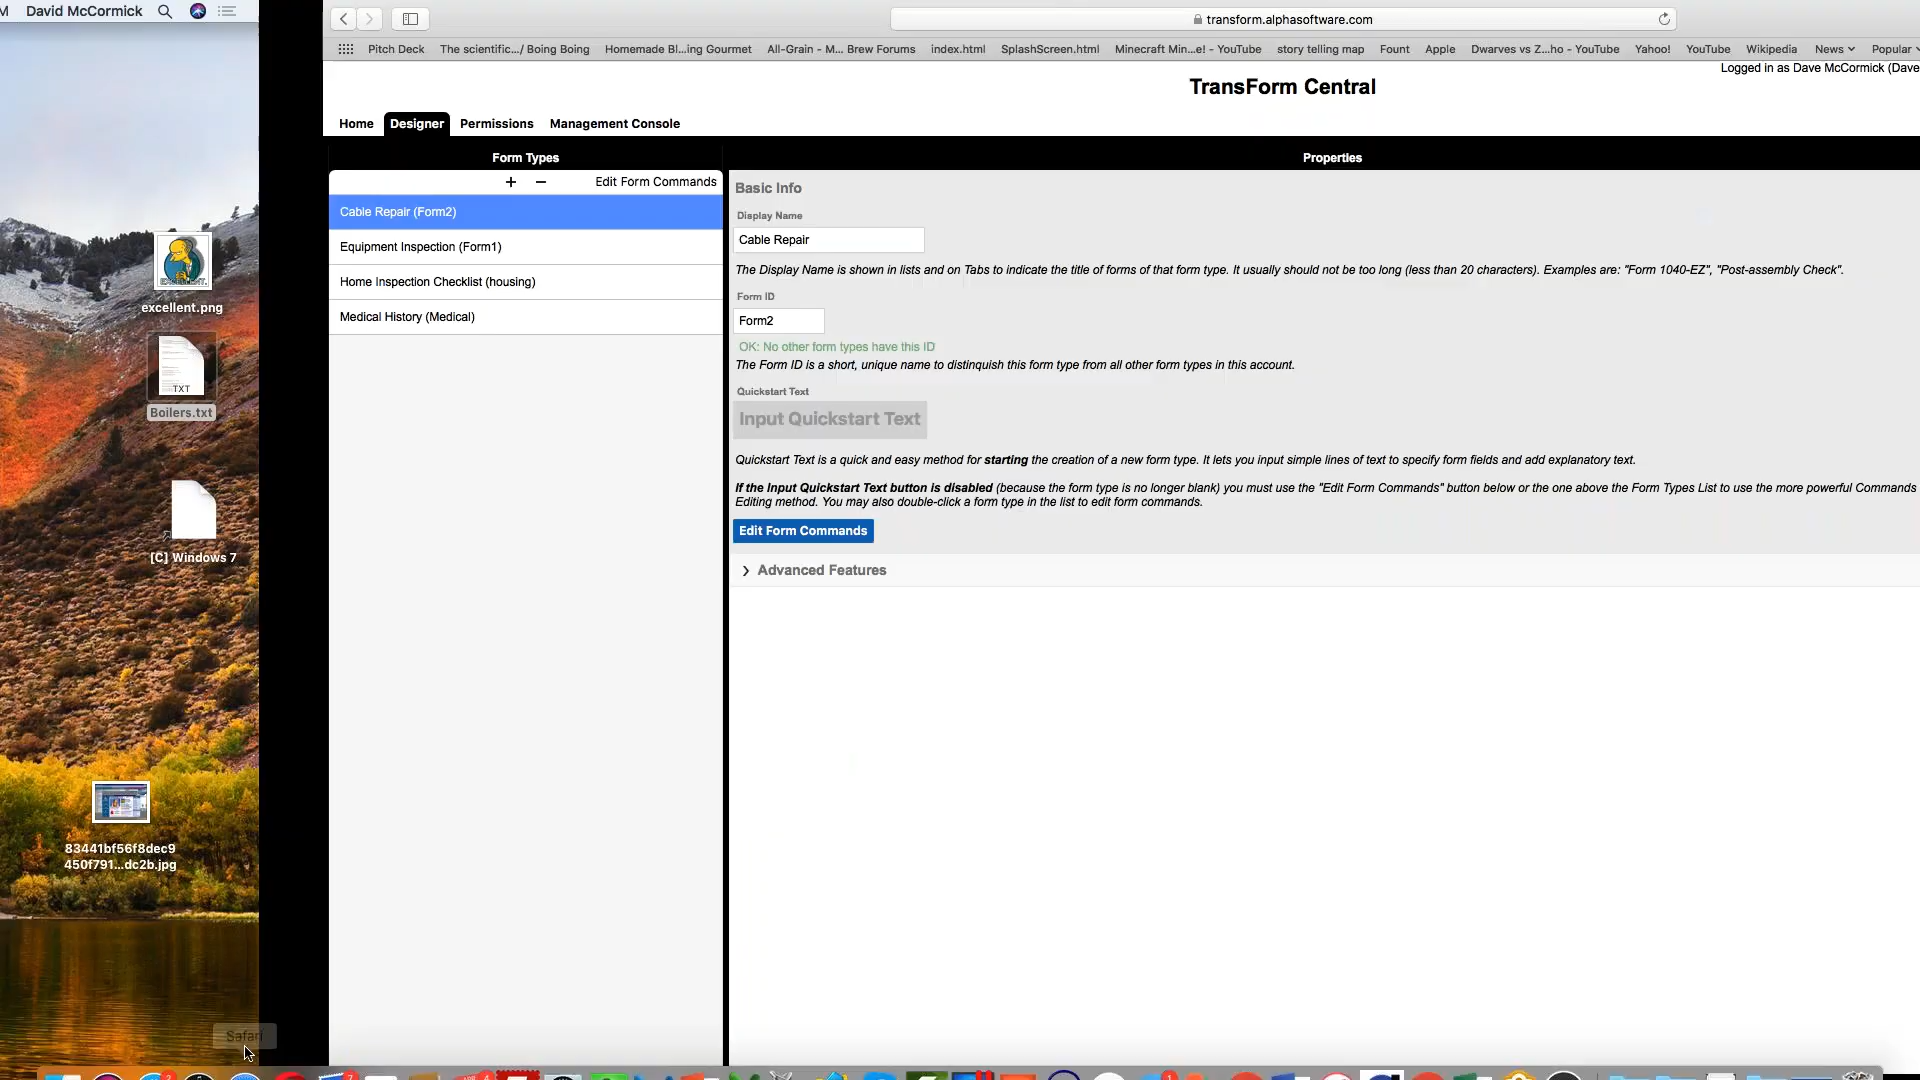 David McCormick
excellent.png
TXT
Boilers.txt
[C] Windows 7
83441bf56f8dec9
450f791...dc2b.jpg
Safari
transform.alphasoftware.com
Pitch Deck
The scientific.../ Boing Boing
Homemade Bl...ing Gourmet
All-Grain - M... Brew Forums
index.html
SplashScreen.html
Minecraft Min...e! - YouTube
story telling map
Fount
Apple
Dwarves vs Z...ho - YouTube
Yahoo!
YouTube
Wikipedia
News
Popular
Logged in as Dave McCormick (Dave
TransForm Central
Home
Designer
Permissions
Management Console
Form Types
Properties
+ −
Edit Form Commands
Cable Repair (Form2)
Equipment Inspection (Form1)
Home Inspection Checklist (housing)
Medical History (Medical)
Basic Info
Display Name
Cable Repair
The Display Name is shown in lists and on Tabs to indicate the title of forms of that form type. It usually should not be too long (less than 20 characters). Examples are: "Form 1040-EZ", "Post-assembly Check".
Form ID
Form2
OK: No other form types have this ID
The Form ID is a short, unique name to distinquish this form type from all other form types in this account.
Quickstart Text
Input Quickstart Text
Quickstart Text is a quick and easy method for starting the creation of a new form type. It lets you input simple lines of text to specify form fields and add explanatory text.
If the Input Quickstart Text button is disabled (because the form type is no longer blank) you must use the "Edit Form Commands" button below or the one above the Form Types List to use the more powerful Commands
Editing method. You may also double-click a form type in the list to edit form commands.
Edit Form Commands
Advanced Features